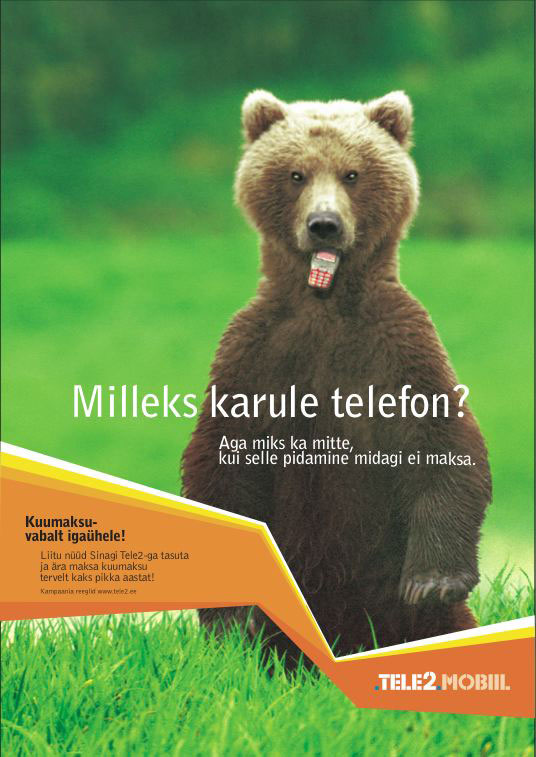 Milleks karule telefon?
Aga miks ka mitte,
kui selle pidamine midagi ei maksa.
Kuumaksu-
vabalt igaühele!
Liitu nüüd Sinagi Tele2-ga tasuta
ja ära maksa kuumaksu
tervelt kaks pikka aastat!
Kampaania reeglid www.tele2.ee
.TELE2.MOBIIL